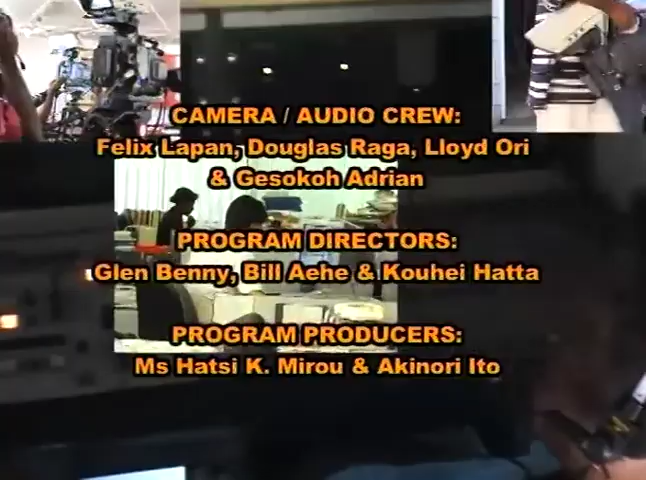 CAMERA / AUDIO CREW:
Felix Lapan, Douglas Raga, Lloyd Ori
& Gesokoh Adrian
PROGRAM DIRECTORS:
Glen Benny, Bill Aehe & Kouhei Hatta
PROGRAM PRODUCERS:
Ms Hatsi K. Mirou & Akinori Ito